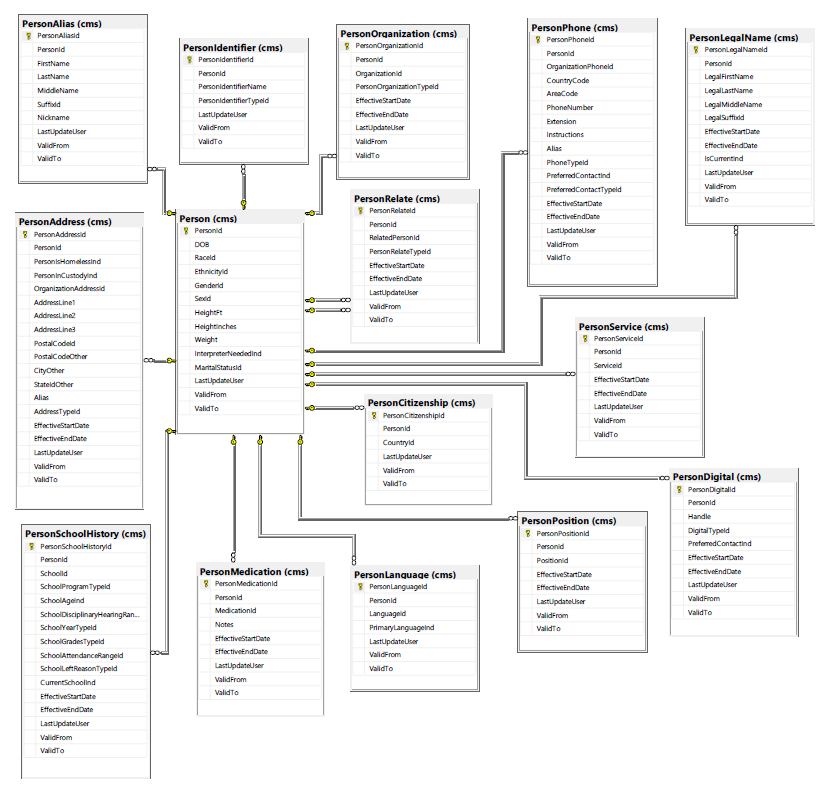 PersonAlias (cms)
PersonAliasId
PersonId
FirstName
LastName
MiddleName
SuffixId
Nickname
LastUpdateUser
ValidFrom
ValidTo
PersonIdentifier (cms)
PersonIdentifierId
PersonId
PersonIdentifierName
PersonIdentifierTypeId
LastUpdateUser
ValidFrom
ValidTo
PersonOrganization (cms)
PersonOrganizationId
PersonId
OrganizationId
PersonOrganizationTypeId
EffectiveStartDate
EffectiveEndDate
LastUpdateUser
ValidFrom
ValidTo
PersonPhone (cms)
PersonPhoneId
PersonId
OrganizationPhoneId
CountryCode
AreaCode
PhoneNumber
Extension
Instructions
Alias
PhoneTypeId
PreferredContactInd
PreferredContactTypeId
EffectiveStartDate
EffectiveEndDate
LastUpdateUser
ValidFrom
ValidTo
PersonLegalName (cms)
PersonLegalNameId
PersonId
LegalFirstName
LegalLastName
LegalMiddleName
LegalSuffixId
EffectiveStartDate
EffectiveEndDate
IsCurrentInd
LastUpdateUser
ValidFrom
ValidTo
PersonAddress (cms)
PersonAddressId
PersonId
PersonIsHomelessInd
PersonInCustodyInd
OrganizationAddressId
AddressLine1
AddressLine2
AddressLine3
PostalCodeId
PostalCodeOther
CityOther
StateIdOther
Alias
AddressTypeId
EffectiveStartDate
EffectiveEndDate
LastUpdateUser
ValidFrom
ValidTo
Person (cms)
PersonId
DOB
RaceId
EthnicityId
GenderId
SexId
HeightFt
HeightInches
Weight
InterpreterNeededInd
MaritalStatusId
LastUpdateUser
ValidFrom
ValidTo
PersonRelate (cms)
PersonRelateId
PersonId
RelatedPersonId
PersonRelateTypeId
EffectiveStartDate
EffectiveEndDate
LastUpdateUser
ValidFrom
ValidTo
PersonService (cms)
PersonServiceId
PersonId
ServiceId
EffectiveStartDate
EffectiveEndDate
LastUpdateUser
ValidFrom
ValidTo
PersonCitizenship (cms)
PersonCitizenshipId
PersonId
CountryId
LastUpdateUser
ValidFrom
ValidTo
PersonDigital (cms)
PersonDigitalId
PersonId
Handle
DigitalTypeId
PreferredContactInd
EffectiveStartDate
EffectiveEndDate
LastUpdateUser
ValidFrom
ValidTo
PersonSchoolHistory (cms)
PersonSchoolHistoryId
PersonId
SchoolId
SchoolProgramTypeId
SchoolAgeInd
SchoolDisciplinaryHearingRan...
SchoolYearTypeId
SchoolGradesTypeId
SchoolAttendanceRangeId
SchoolLeftReasonTypeId
CurrentSchoolInd
EffectiveStartDate
EffectiveEndDate
LastUpdateUser
ValidFrom
ValidTo
PersonMedication (cms)
PersonMedicationId
PersonId
MedicationId
Notes
EffectiveStartDate
EffectiveEndDate
LastUpdateUser
ValidFrom
ValidTo
PersonLanguage (cms)
PersonLanguageId
PersonId
LanguageId
PrimaryLanguageInd
LastUpdateUser
ValidFrom
ValidTo
PersonPosition (cms)
PersonPositionId
PersonId
PositionId
EffectiveStartDate
EffectiveEndDate
LastUpdateUser
ValidFrom
ValidTo